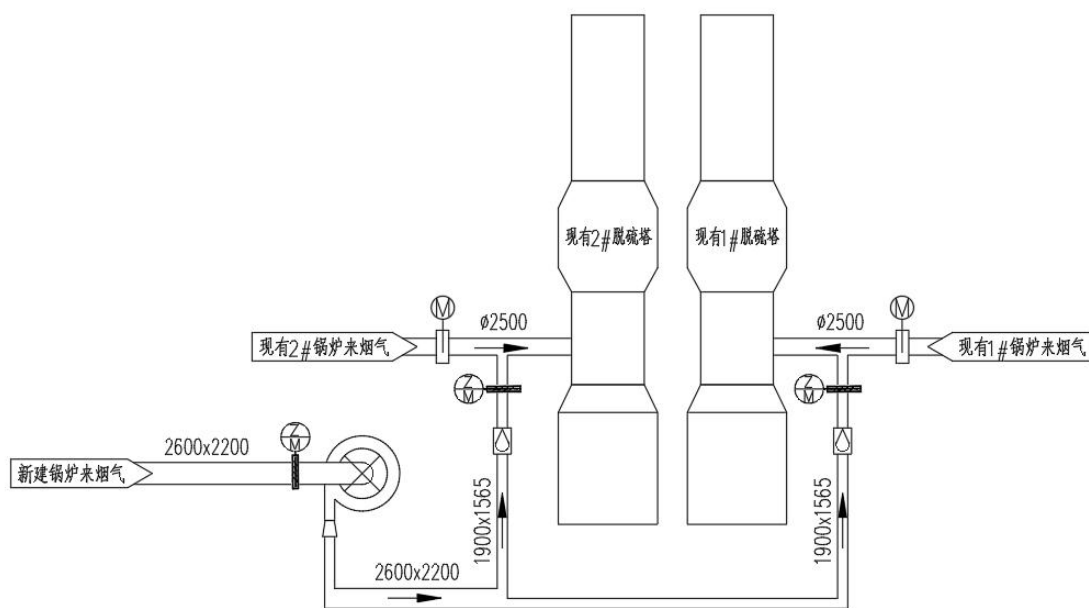 现有2#脱硫塔
现有1#脱硫塔
M
ø2500
ø2500
M
现有2#锅炉来烟气
现有1#锅炉来烟气
Z
M
Z
M
2600x2200
Z
M
新建锅炉来烟气
1900x1565
1900x1565
2600x2200